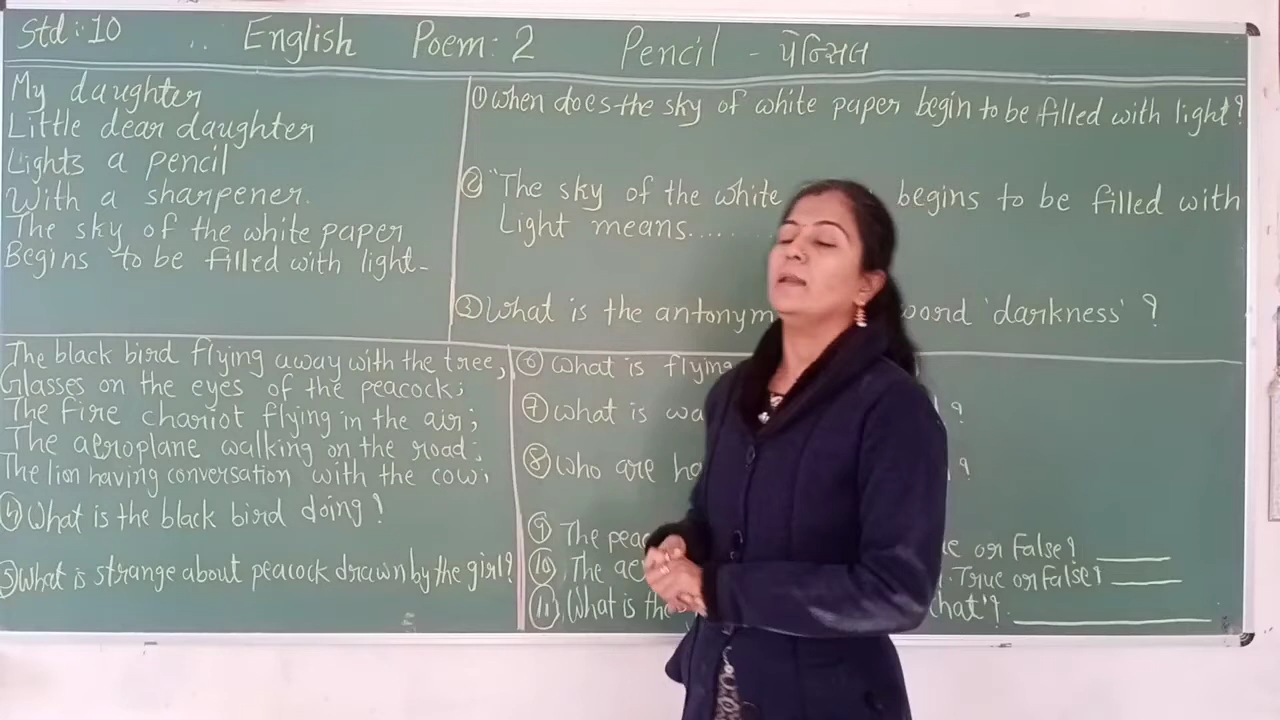 Std: 10 English Poem: 2 Pencil - પેન્સિલ
My daughter
Little dear daughter
Lights a pencil
With a sharpener.
The sky of the white paper
Begins to be filled with light-
① When does the sky of white paper begin to be filled with light?
② "The sky of the white begins to be filled with
Light means.......
③ What is the antonym word 'darkness' ?
The black bird flying away with the tree,
Glasses on the eyes of the peacock;
The fire chariot flying in the air;
The aeroplane walking on the road;
The lion having conversation with the cow;
④ What is the black bird doing?
⑤ What is strange about peacock drawn by the girl?
⑥ What is flying
⑦ What is ?
⑧ Who are ?
⑨ The or False? ____
⑩ The True or False? ____
⑪ What is the ?